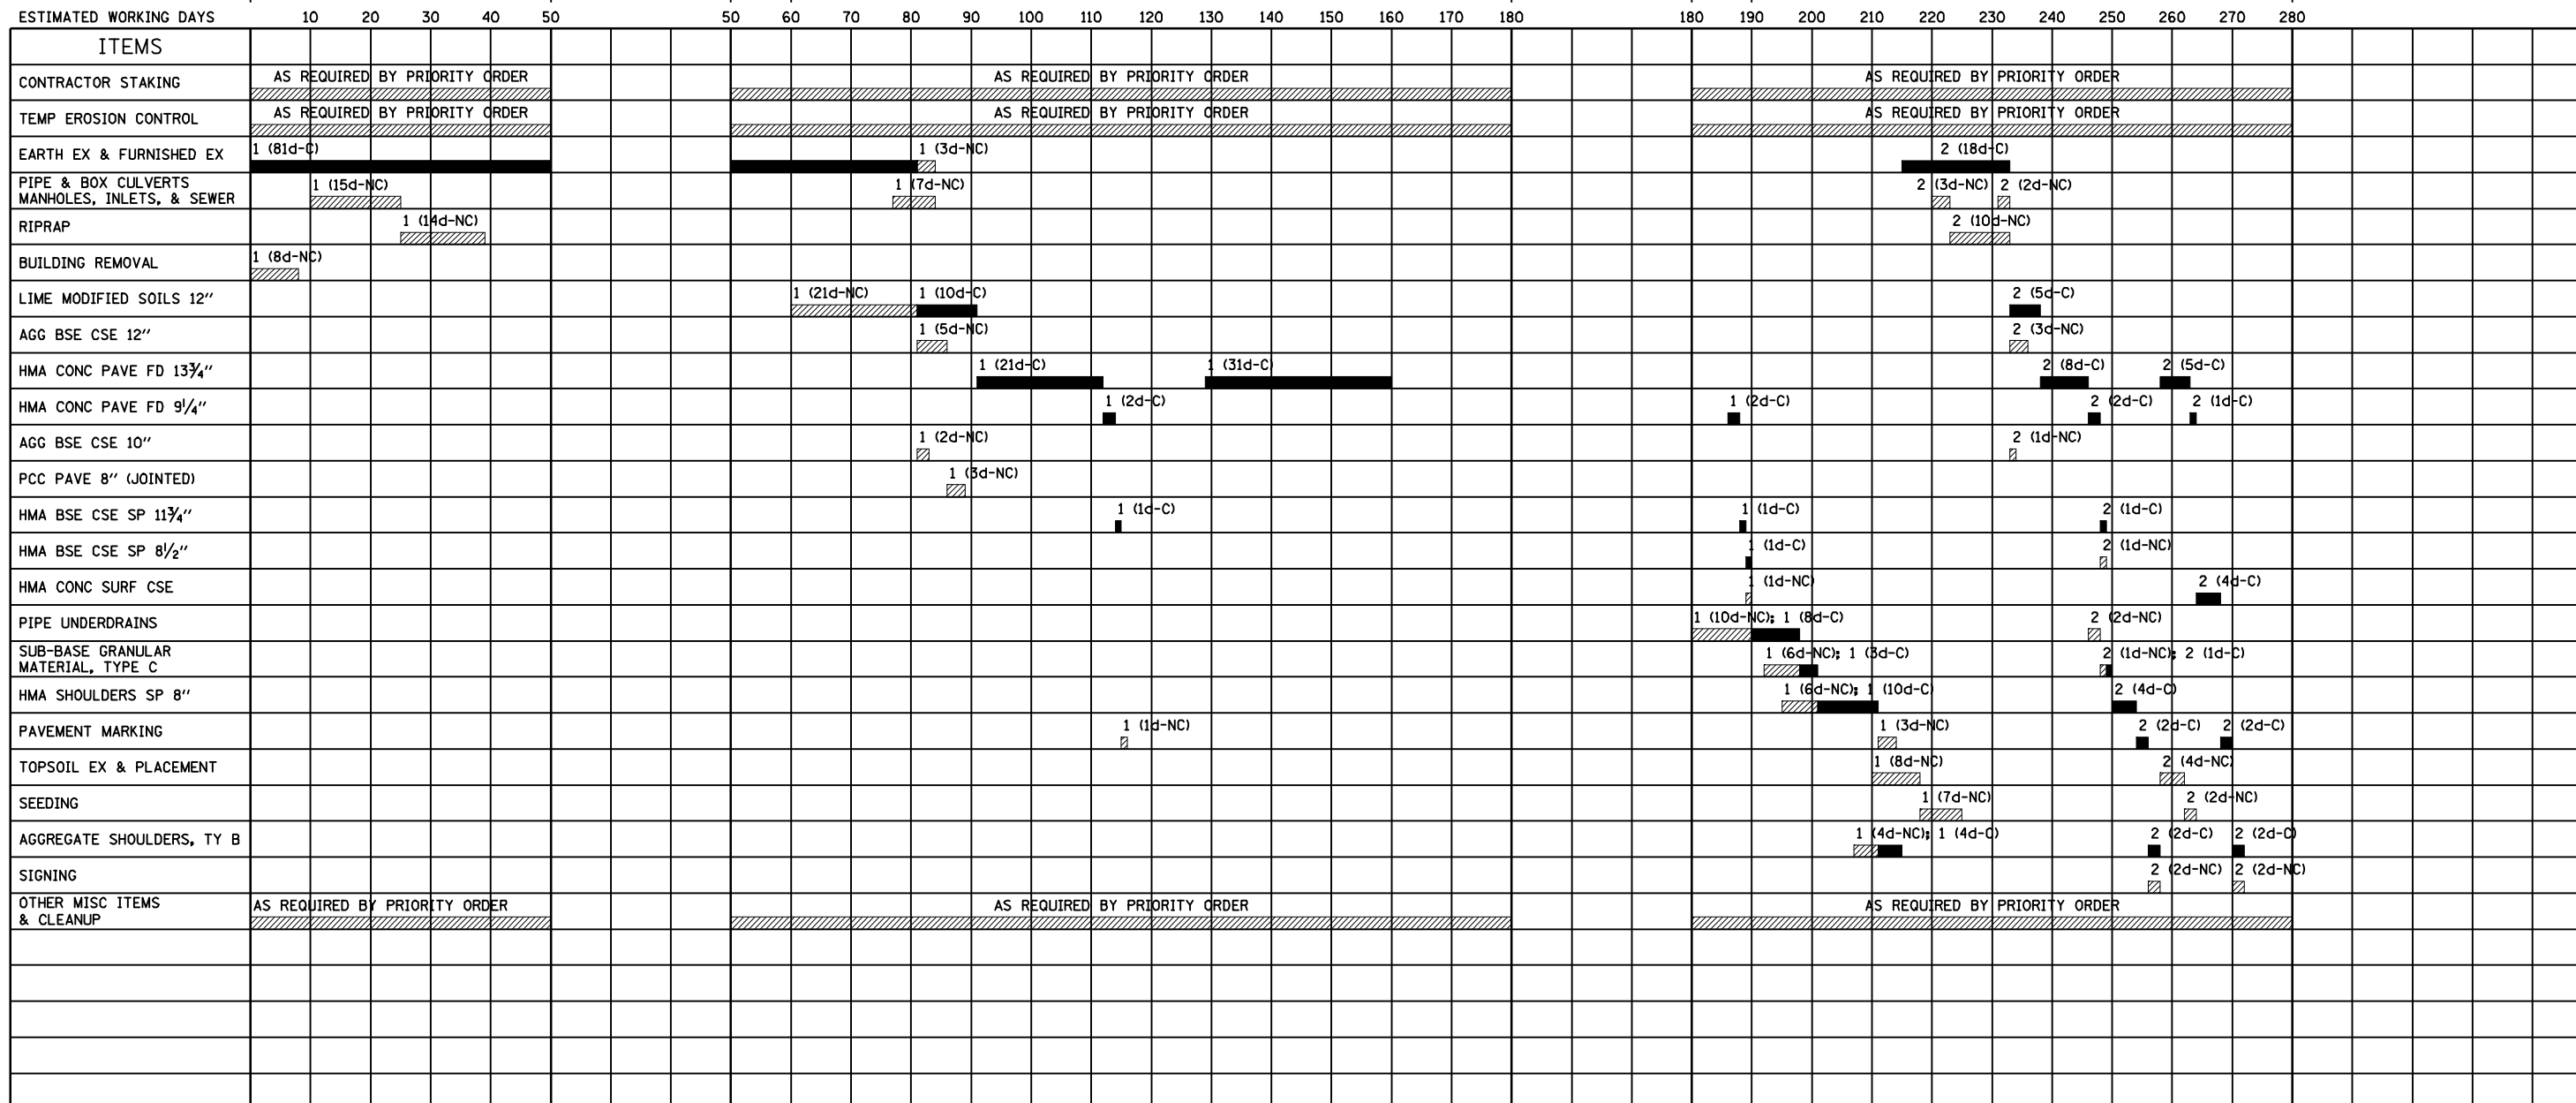 ESTIMATED WORKING DAYS 10 20 30 40 50 50 60 70 80 90 100 110 120 130 140 150 160 170 180 180 190 200 210 220 230 240 250 260 270 280
ITEMS
CONTRACTOR STAKING AS REQUIRED BY PRIORITY ORDER AS REQUIRED BY PRIORITY ORDER AS REQUIRED BY PRIORITY ORDER
TEMP EROSION CONTROL AS REQUIRED BY PRIORITY ORDER AS REQUIRED BY PRIORITY ORDER AS REQUIRED BY PRIORITY ORDER
EARTH EX & FURNISHED EX 1 (81d-C) 1 (3d-NC) 2 (18d-C)
PIPE & BOX CULVERTS 1 (15d-NC) 1 (7d-NC) 2 (3d-NC) 2 (2d-NC)
MANHOLES, INLETS, & SEWER
RIPRAP 1 (14d-NC) 2 (10d-NC)
BUILDING REMOVAL 1 (8d-NC)
LIME MODIFIED SOILS 12" 1 (21d-NC) 1 (10d-C) 2 (5d-C)
AGG BSE CSE 12" 1 (5d-NC) 2 (3d-NC)
HMA CONC PAVE FD 13¾" 1 (21d-C) 1 (31d-C) 2 (8d-C) 2 (5d-C)
HMA CONC PAVE FD 9¼" 1 (2d-C) 1 (2d-C) 2 (2d-C) 2 (1d-C)
AGG BSE CSE 10" 1 (2d-NC) 2 (1d-NC)
PCC PAVE 8" (JOINTED) 1 (3d-NC)
HMA BSE CSE SP 11¾" 1 (1d-C) 1 (1d-C) 2 (1d-C)
HMA BSE CSE SP 8½" 1 (1d-C) 2 (1d-NC)
HMA CONC SURF CSE 1 (1d-NC) 2 (4d-C)
PIPE UNDERDRAINS 1 (10d-NC); 1 (8d-C) 2 (2d-NC)
SUB-BASE GRANULAR 1 (6d-NC); 1 (3d-C) 2 (1d-NC); 2 (1d-C)
MATERIAL, TYPE C
HMA SHOULDERS SP 8" 1 (6d-NC); 1 (10d-C) 2 (4d-C)
PAVEMENT MARKING 1 (1d-NC) 1 (3d-NC) 2 (2d-C) 2 (2d-C)
TOPSOIL EX & PLACEMENT 1 (8d-NC) 2 (4d-NC)
SEEDING 1 (7d-NC) 2 (2d-NC)
AGGREGATE SHOULDERS, TY B 1 (4d-NC); 1 (4d-C) 2 (2d-C) 2 (2d-C)
SIGNING 2 (2d-NC) 2 (2d-NC)
OTHER MISC ITEMS AS REQUIRED BY PRIORITY ORDER AS REQUIRED BY PRIORITY ORDER AS REQUIRED BY PRIORITY ORDER
& CLEANUP